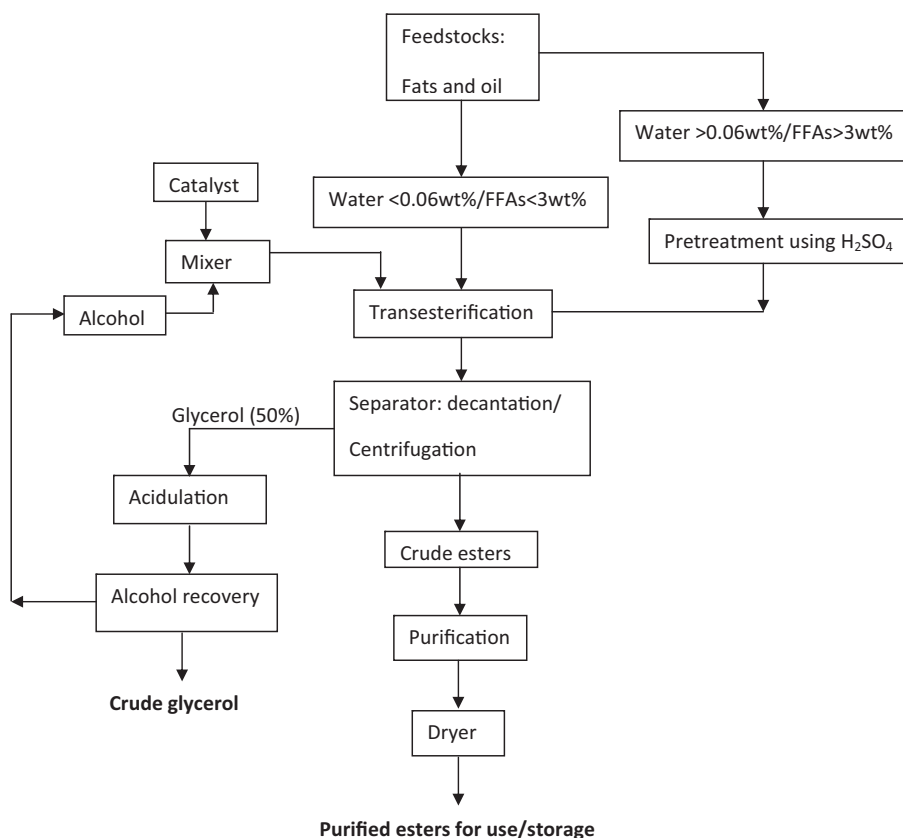 Feedstocks:
Fats and oil
Water >0.06wt%/FFAs>3wt%
Catalyst
Water <0.06wt%/FFAs<3wt%
Mixer
Pretreatment using H₂SO₄
Alcohol
Transesterification
Glycerol (50%)
Separator: decantation/
Centrifugation
Acidulation
Crude esters
Alcohol recovery
Purification
Crude glycerol
Dryer
Purified esters for use/storage